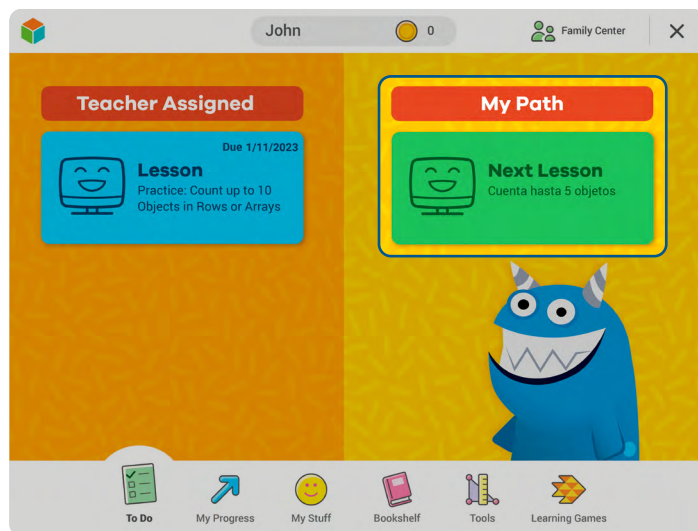 John
0
Family Center
Teacher Assigned
Due 1/11/2023
Lesson
Practice: Count up to 10
Objects in Rows or Arrays
My Path
Next Lesson
Cuenta hasta 5 objetos
To Do
My Progress
My Stuff
Bookshelf
Tools
Learning Games